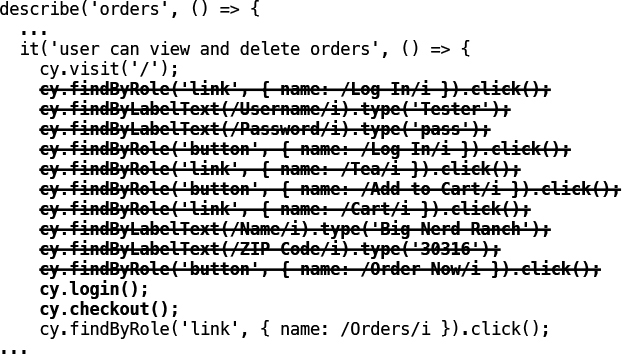 describe('orders', () => {
  ...
  it('user can view and delete orders', () => {
    cy.visit('/');
    cy.findByRole('link', { name: /Log In/i }).click();
    cy.findByLabelText(/Username/i).type('Tester');
    cy.findByLabelText(/Password/i).type('pass');
    cy.findByRole('button', { name: /Log In/i }).click();
    cy.findByRole('link', { name: /Tea/i }).click();
    cy.findByRole('button', { name: /Add to Cart/i }).click();
    cy.findByRole('link', { name: /Cart/i }).click();
    cy.findByLabelText(/Name/i).type('Big Nerd Ranch');
    cy.findByLabelText(/ZIP Code/i).type('30316');
    cy.findByRole('button', { name: /Order Now/i }).click();
    cy.login();
    cy.checkout();
    cy.findByRole('link', { name: /Orders/i }).click();
...